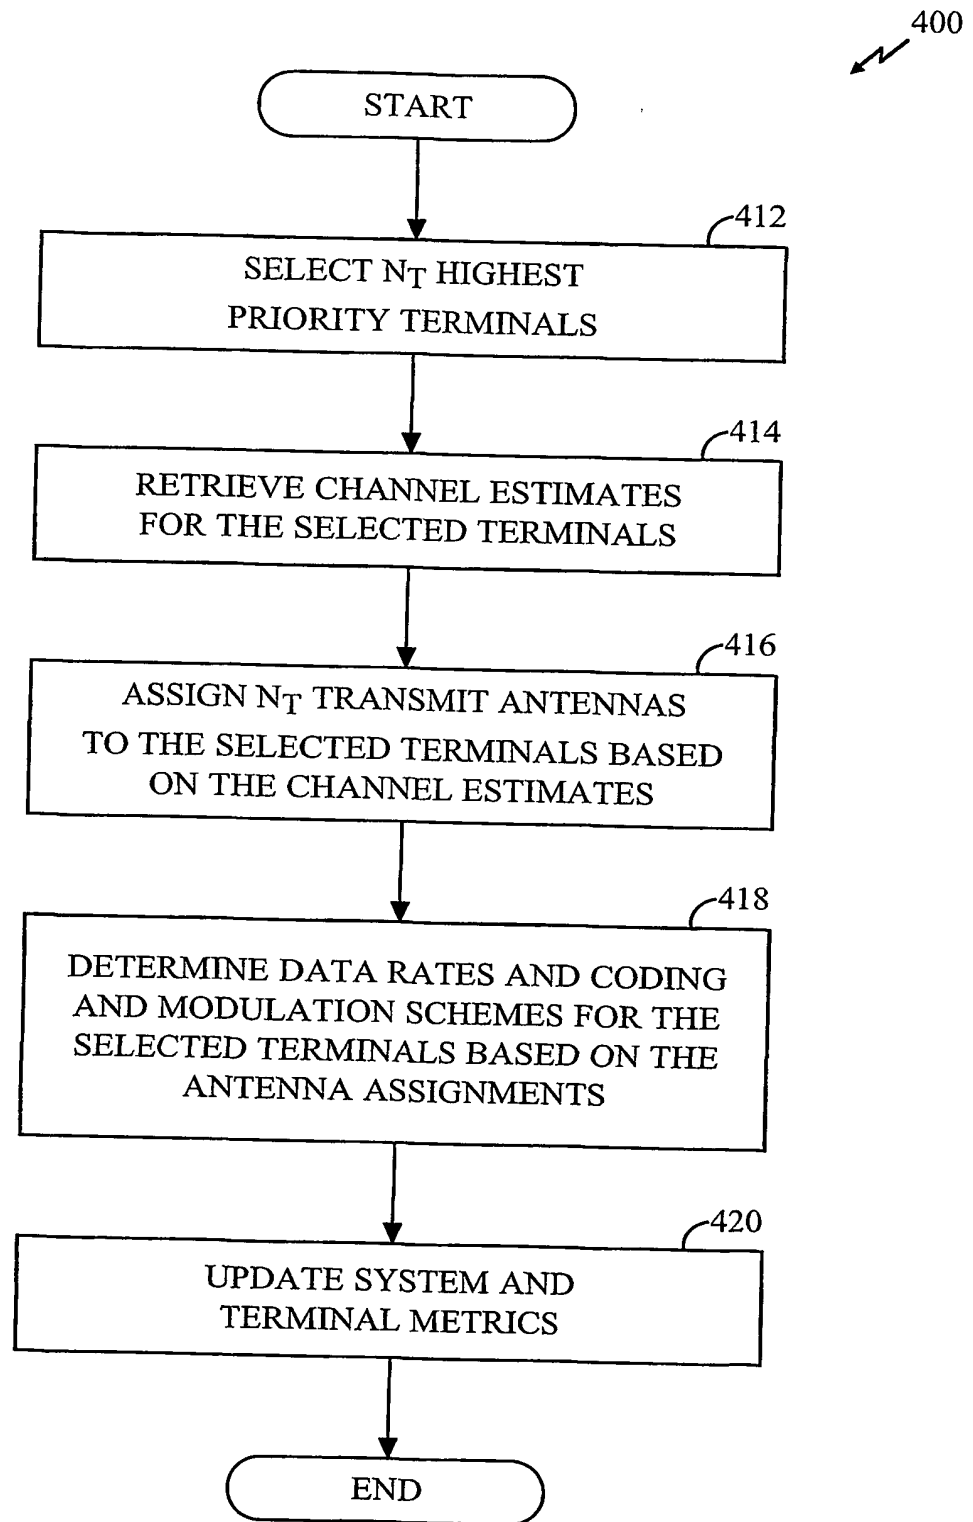 400
START
412
SELECT NT HIGHEST
PRIORITY TERMINALS
414
RETRIEVE CHANNEL ESTIMATES
FOR THE SELECTED TERMINALS
416
ASSIGN NT TRANSMIT ANTENNAS
TO THE SELECTED TERMINALS BASED
ON THE CHANNEL ESTIMATES
418
DETERMINE DATA RATES AND CODING
AND MODULATION SCHEMES FOR THE
SELECTED TERMINALS BASED ON THE
ANTENNA ASSIGNMENTS
420
UPDATE SYSTEM AND
TERMINAL METRICS
END